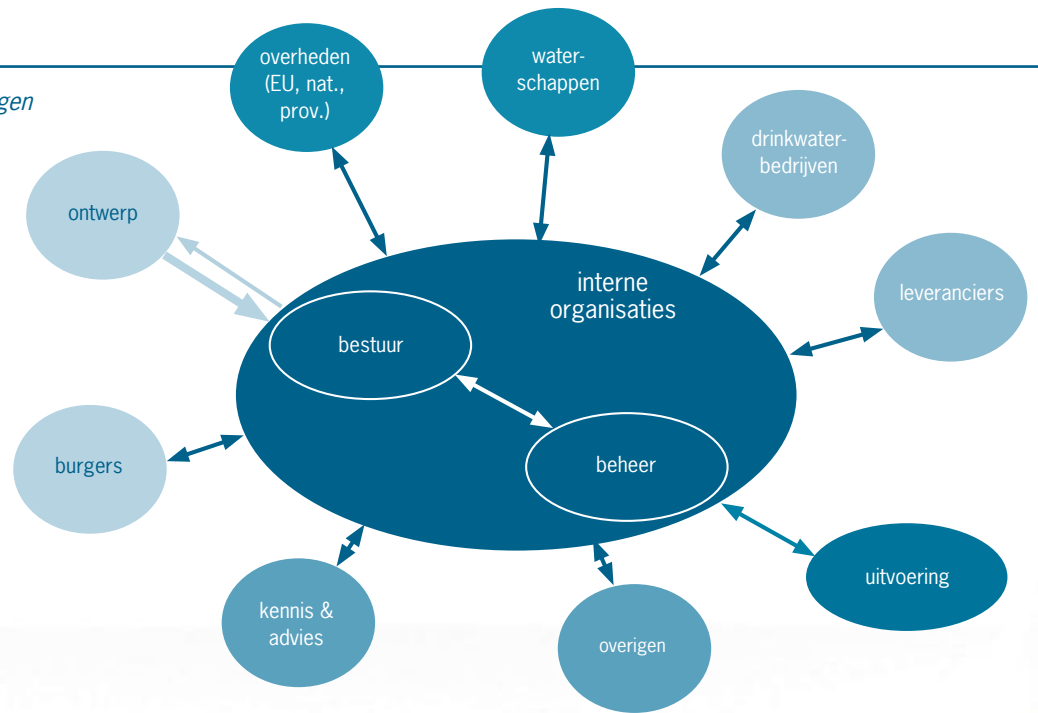 overheden
(EU, nat.,
prov.)
water-
schappen
gen
drinkwater-
bedrijven
ontwerp
interne
organisaties
leveranciers
bestuur
burgers
beheer
uitvoering
kennis &
advies
overigen